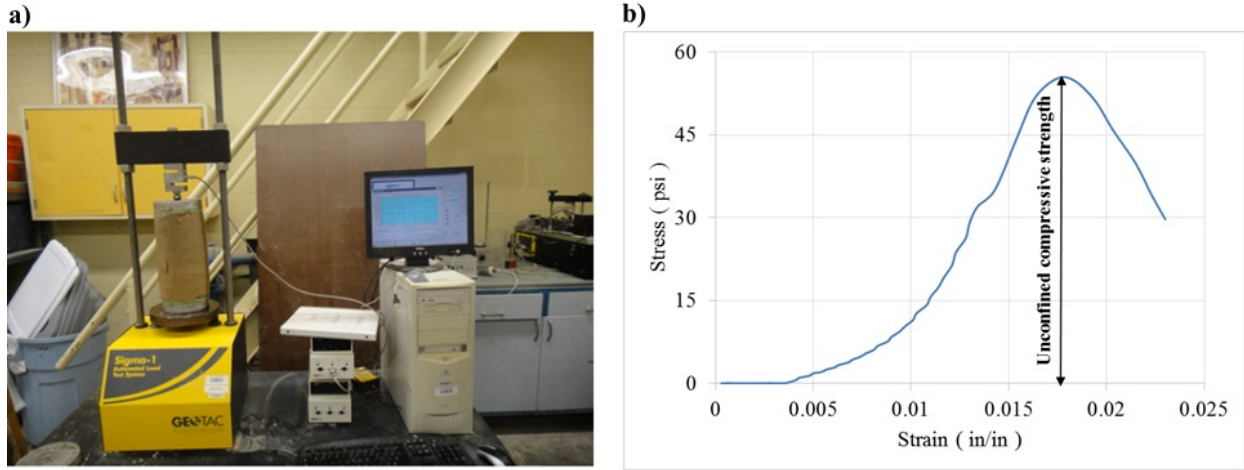 a)
b)
Sigma-1
Automated Load
Test System
GEOTAC
60
45
30
15
0
Stress ( psi )
Unconfined compressive strength
0
0.005
0.01
0.015
0.02
0.025
Strain ( in/in )